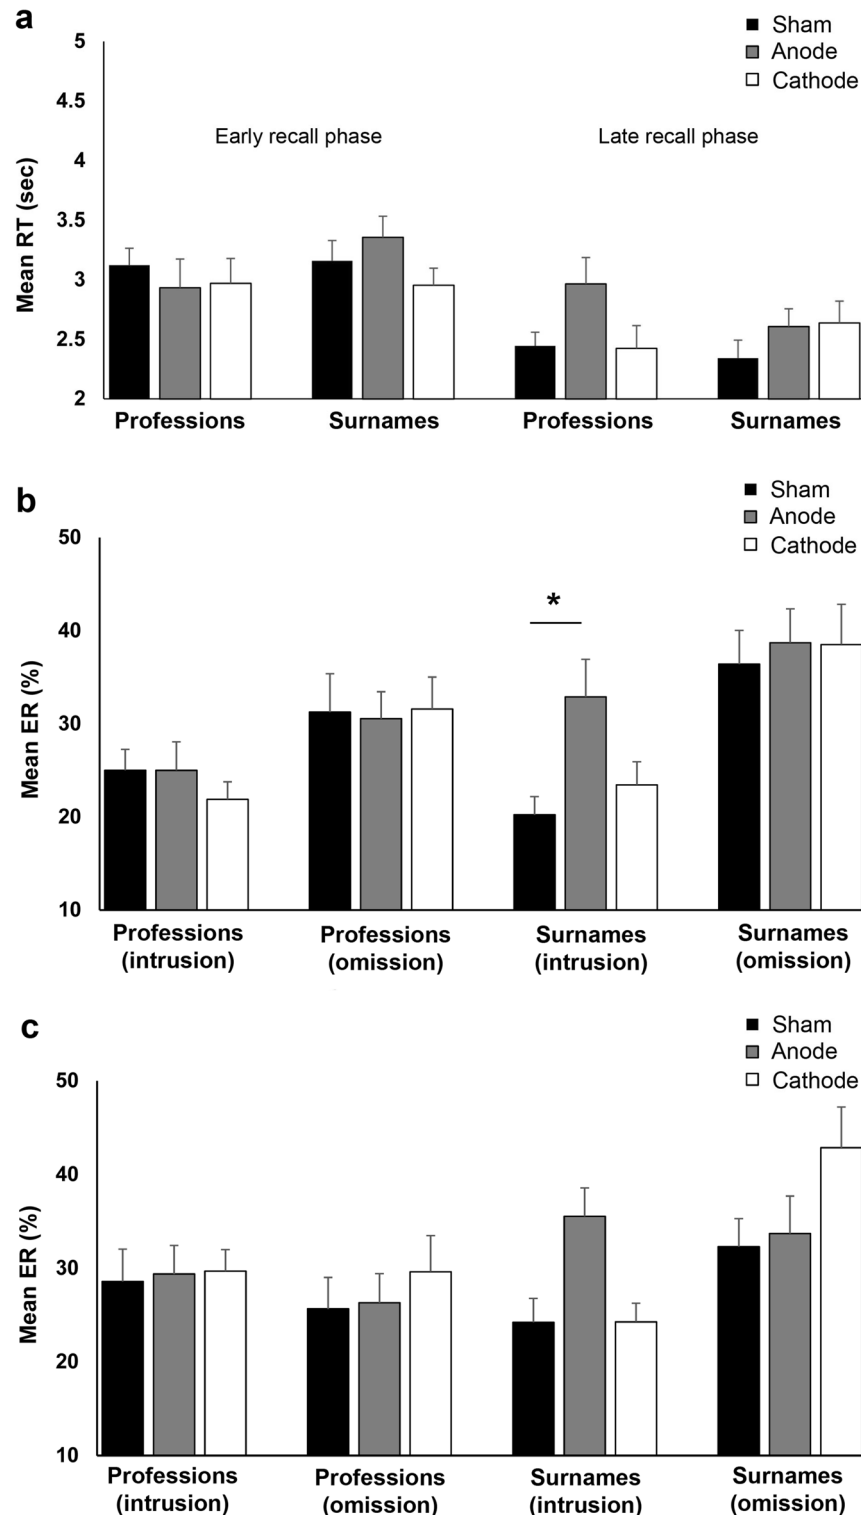 a
Sham
Anode
Cathode
5
4.5
4
3.5
3
2.5
2
Mean RT (sec)
Early recall phase
Late recall phase
Professions
Surnames
Professions
Surnames
b
Sham
Anode
Cathode
50
40
30
20
10
Mean ER (%)
*
Professions
(intrusion)
Professions
(omission)
Surnames
(intrusion)
Surnames
(omission)
c
Sham
Anode
Cathode
50
40
30
20
10
Mean ER (%)
Professions
(intrusion)
Professions
(omission)
Surnames
(intrusion)
Surnames
(omission)